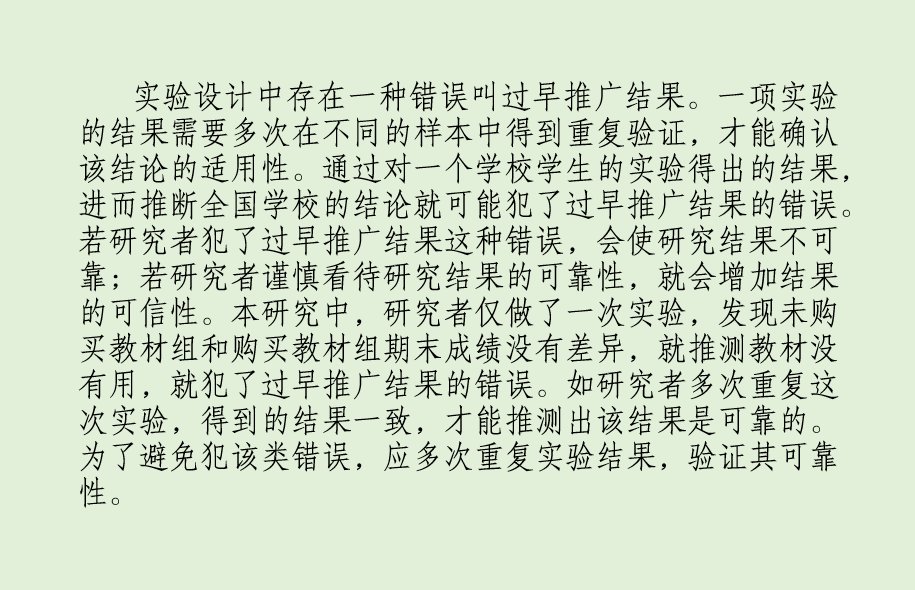 实验设计中存在一种错误叫过早推广结果。一项实验
的结果需要多次在不同的样本中得到重复验证，才能确认
该结论的适用性。通过对一个学校学生的实验得出的结果，
进而推断全国学校的结论就可能犯了过早推广结果的错误。
若研究者犯了过早推广结果这种错误，会使研究结果不可
靠；若研究者谨慎看待研究结果的可靠性，就会增加结果
的可信性。本研究中，研究者仅做了一次实验，发现未购
买教材组和购买教材组期末成绩没有差异，就推测教材没
有用，就犯了过早推广结果的错误。如研究者多次重复这
次实验，得到的结果一致，才能推测出该结果是可靠的。
为了避免犯该类错误，应多次重复实验结果，验证其可靠
性。